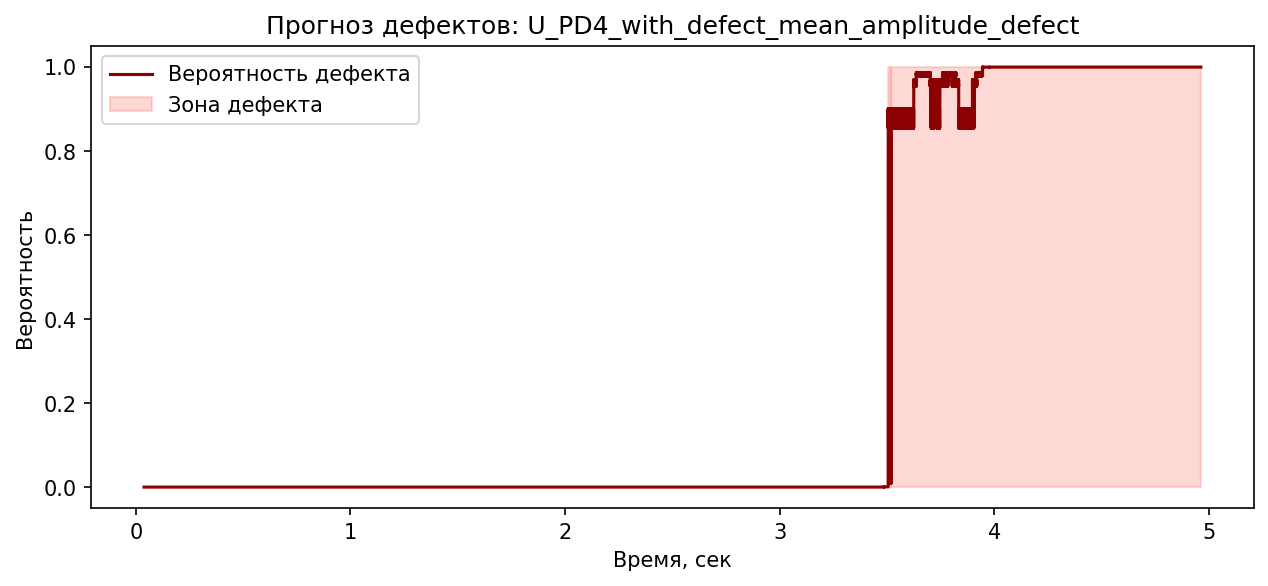 Прогноз дефектов: U_PD4_with_defect_mean_amplitude_defect
Вероятность дефекта
Зона дефекта
Вероятность
1.0
0.8
0.6
0.4
0.2
0.0
0 1 2 3 4 5
Время, сек